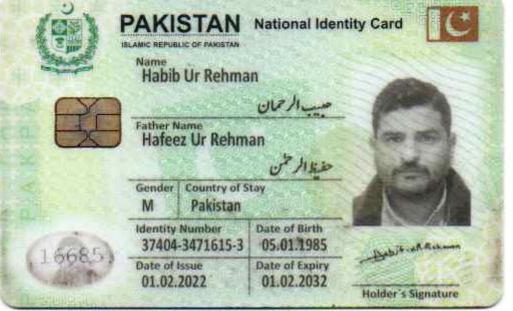 PAKISTAN National Identity Card
ISLAMIC REPUBLIC OF PAKISTAN
Name
Habib Ur Rehman
حبیب الرحمان
Father Name
Hafeez Ur Rehman
حفیظ الرحمٰن
Gender Country of Stay
M Pakistan
Identity Number Date of Birth
37404-3471615-3 05.01.1985
Date of Issue Date of Expiry
01.02.2022 01.02.2032
16685
Holder's Signature